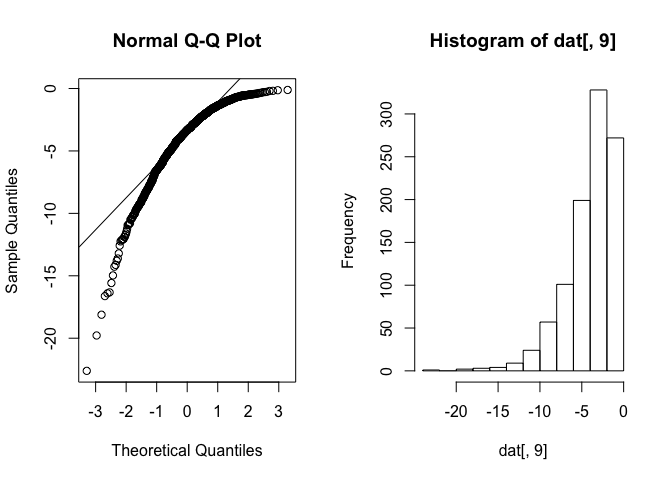 Normal Q-Q Plot
0
-5
-10
-15
-20
Sample Quantiles
-3 -2 -1 0 1 2 3
Theoretical Quantiles
Histogram of dat[, 9]
300
250
200
150
100
50
0
Frequency
-20 -15 -10 -5 0
dat[, 9]